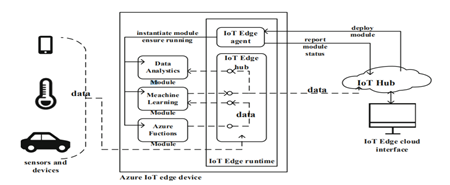 instantiate module
ensure running
IoT Edge
agent
report
module
status
deploy
module
Data
Analytics
Module
IoT Edge
hub
Meachine
Learning
Module
data
data
data
IoT Hub
Azure
Fuctions
Module
IoT Edge runtime
IoT Edge cloud
interface
sensors and
devices
Azure IoT edge device